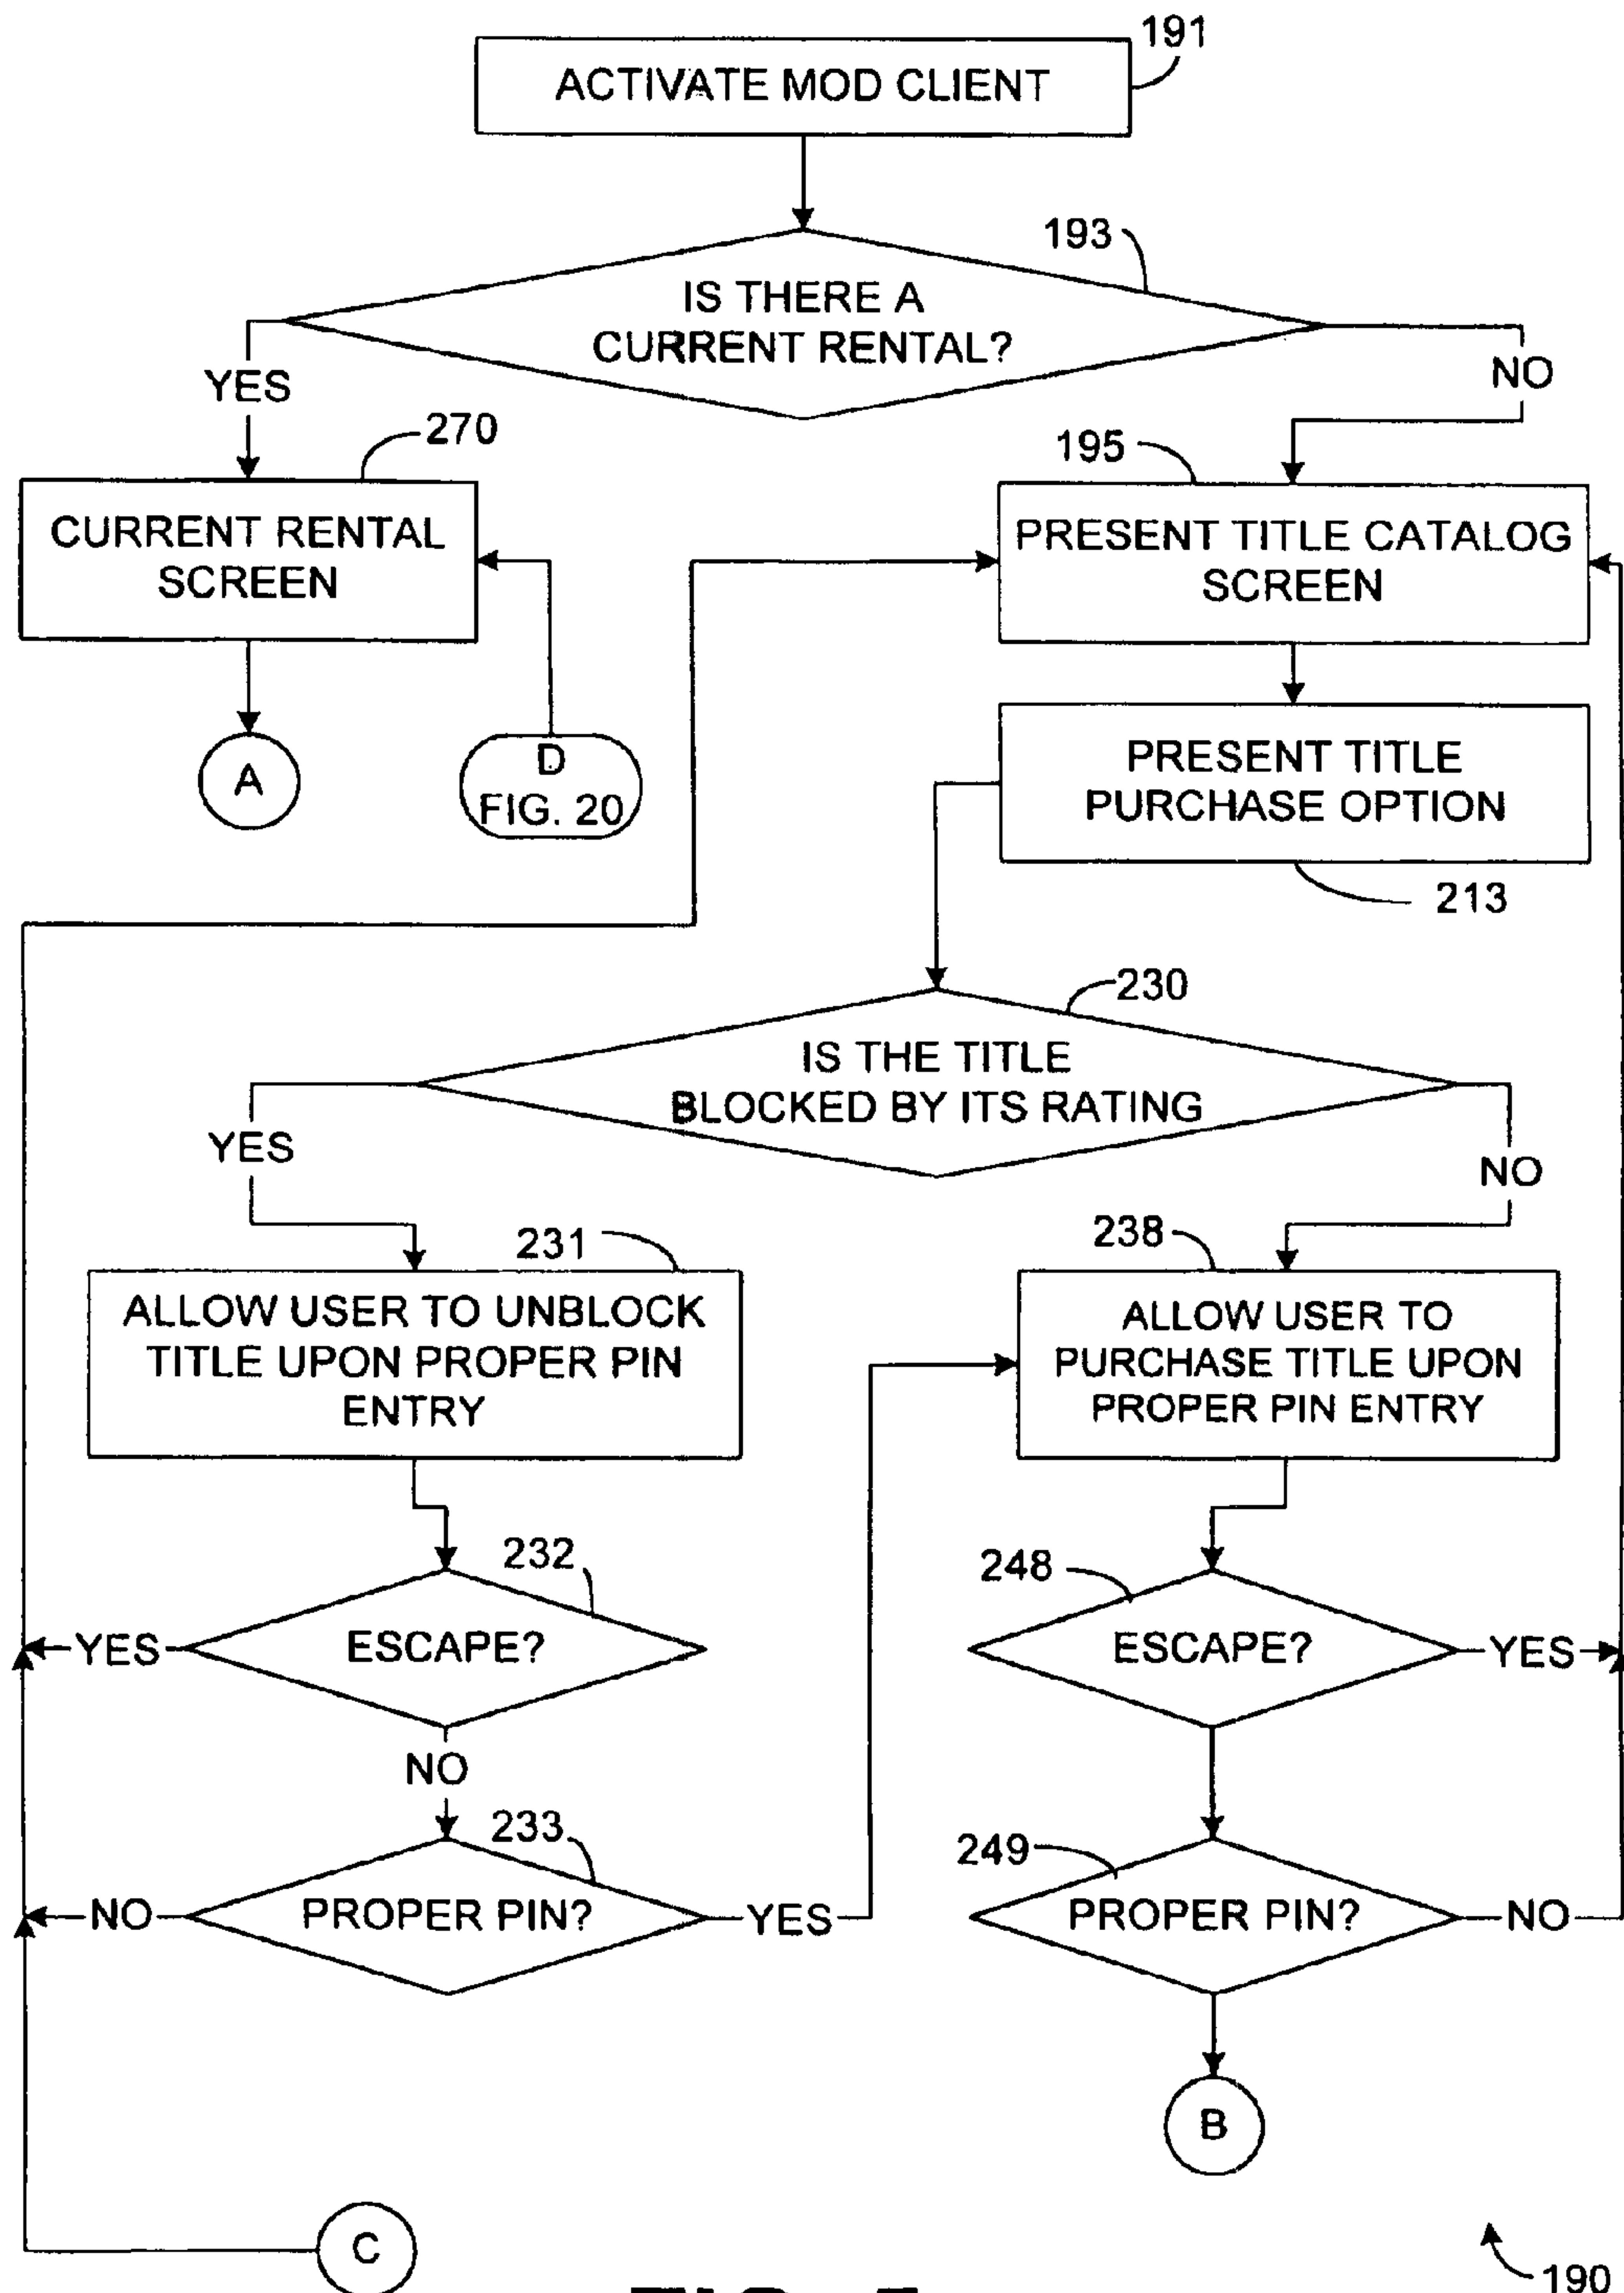 191
ACTIVATE MOD CLIENT
193
IS THERE A
CURRENT RENTAL?
YES
NO
270
195
CURRENT RENTAL
SCREEN
PRESENT TITLE CATALOG
SCREEN
A
D
FIG. 20
PRESENT TITLE
PURCHASE OPTION
213
230
IS THE TITLE
BLOCKED BY ITS RATING
YES
NO
231
238
ALLOW USER TO UNBLOCK
TITLE UPON PROPER PIN
ENTRY
ALLOW USER TO
PURCHASE TITLE UPON
PROPER PIN ENTRY
232
248
YES
ESCAPE?
ESCAPE?
YES
NO
233
249
NO
PROPER PIN?
YES
PROPER PIN?
NO
B
C
190